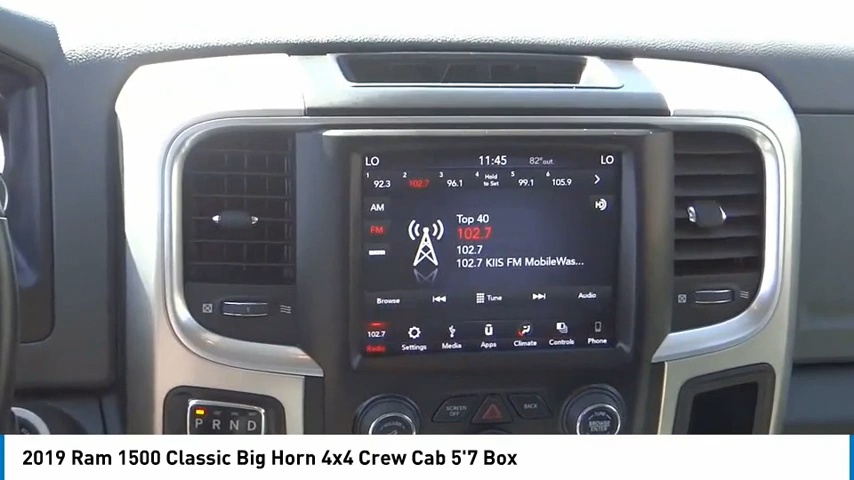 LO 11:45 82°out LO
1 92.3 2 102.7 3 96.1 4 Hold to Set 5 99.1 6 105.9
AM
FM
Top 40
102.7
102.7
102.7 KIIS FM MobileWas...
Browse Tune Audio
102.7
Radio Settings Media Apps Climate Controls Phone
SCREEN OFF BACK
TUNE
BROWSE
ENTER
P R N D
2019 Ram 1500 Classic Big Horn 4x4 Crew Cab 5'7 Box